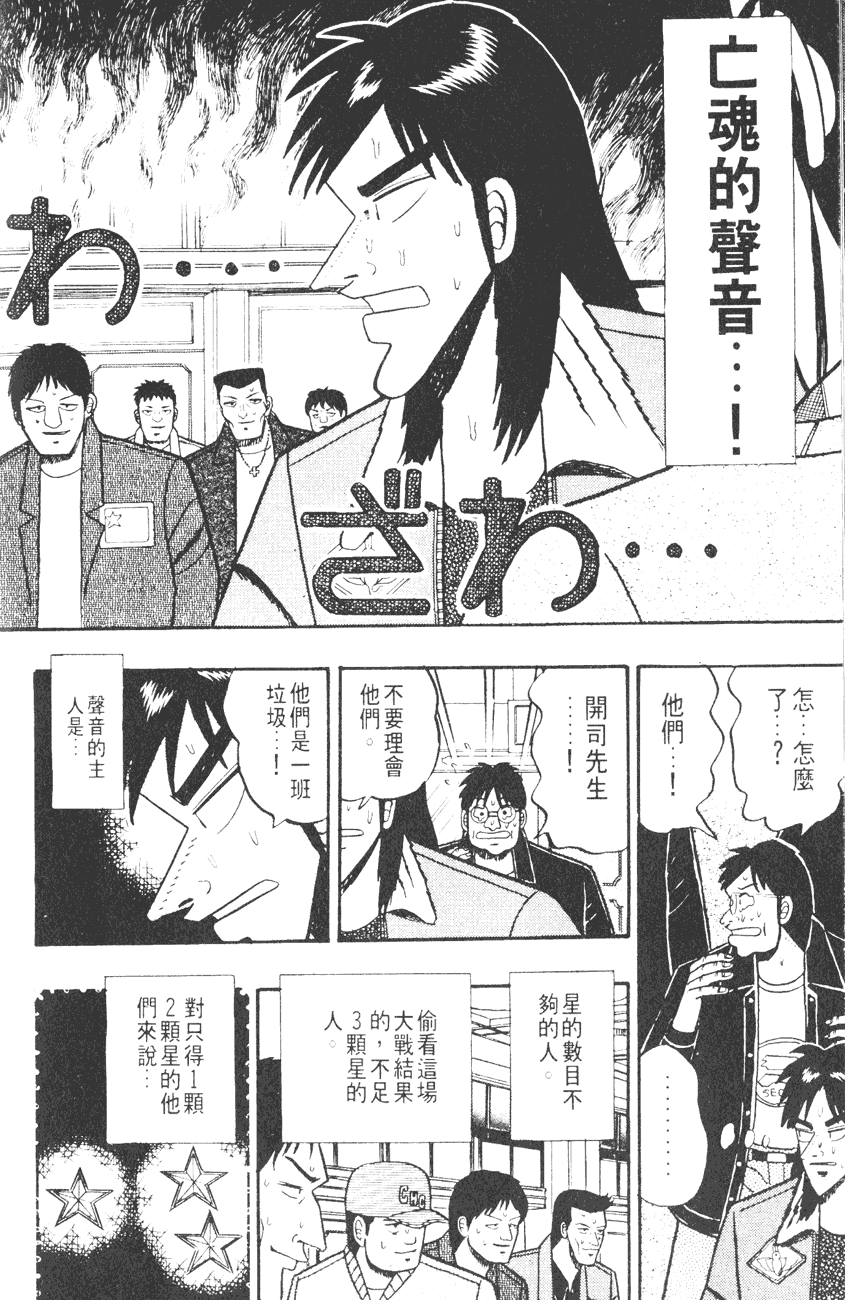 亡魂的聲音…！
わ…
ざわ…
怎…怎麼
了…？
他們…！
………
開司先生
……！
不要理會
他們。
他們是一班
垃圾…！
聲音的主
人是…
星的數目不
夠的人。
偷看這場
大戰結果
的，不足
3顆星的
人。
對只得1顆
2顆星的他
們來說…
CHC
SEC